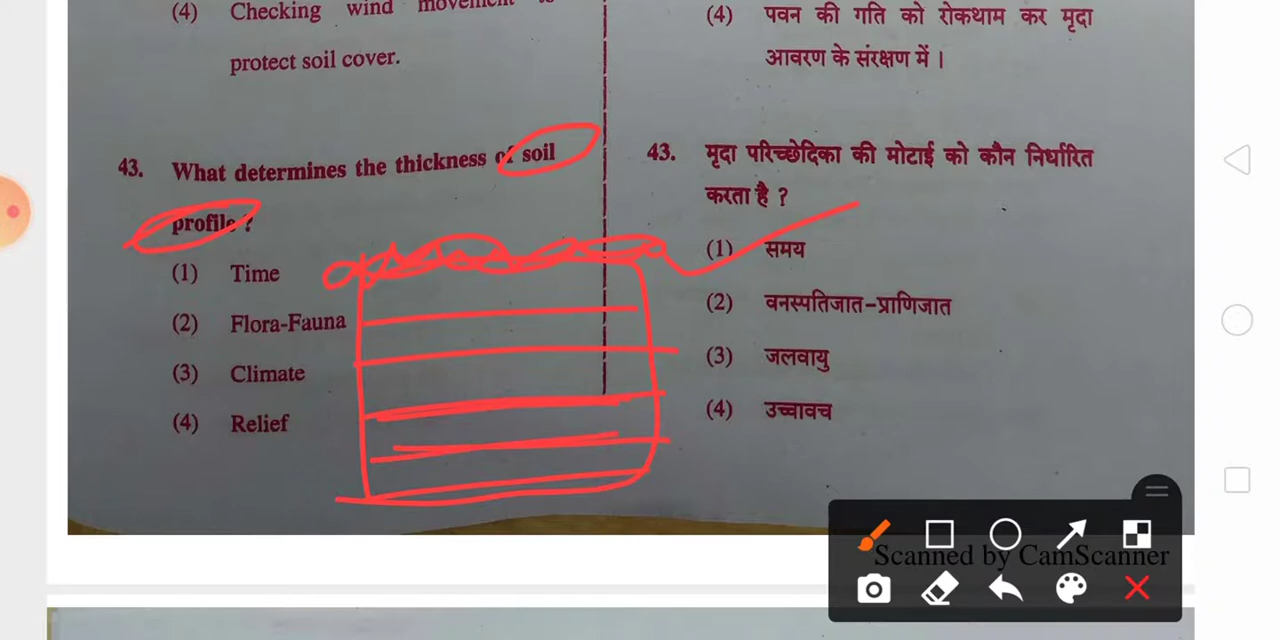 (4) Checking wind movement
protect soil cover.
43. What determines the thickness of soil
profile ?
(1) Time
(2) Flora-Fauna
(3) Climate
(4) Relief
(4) पवन की गति को रोकथाम कर मृदा
आवरण के संरक्षण में ।
43. मृदा परिच्छेदिका की मोटाई को कौन निर्धारित
करता है ?
(1) समय
(2) वनस्पतिजात-प्राणिजात
(3) जलवायु
(4) उच्चावच
Scanned by CamScanner